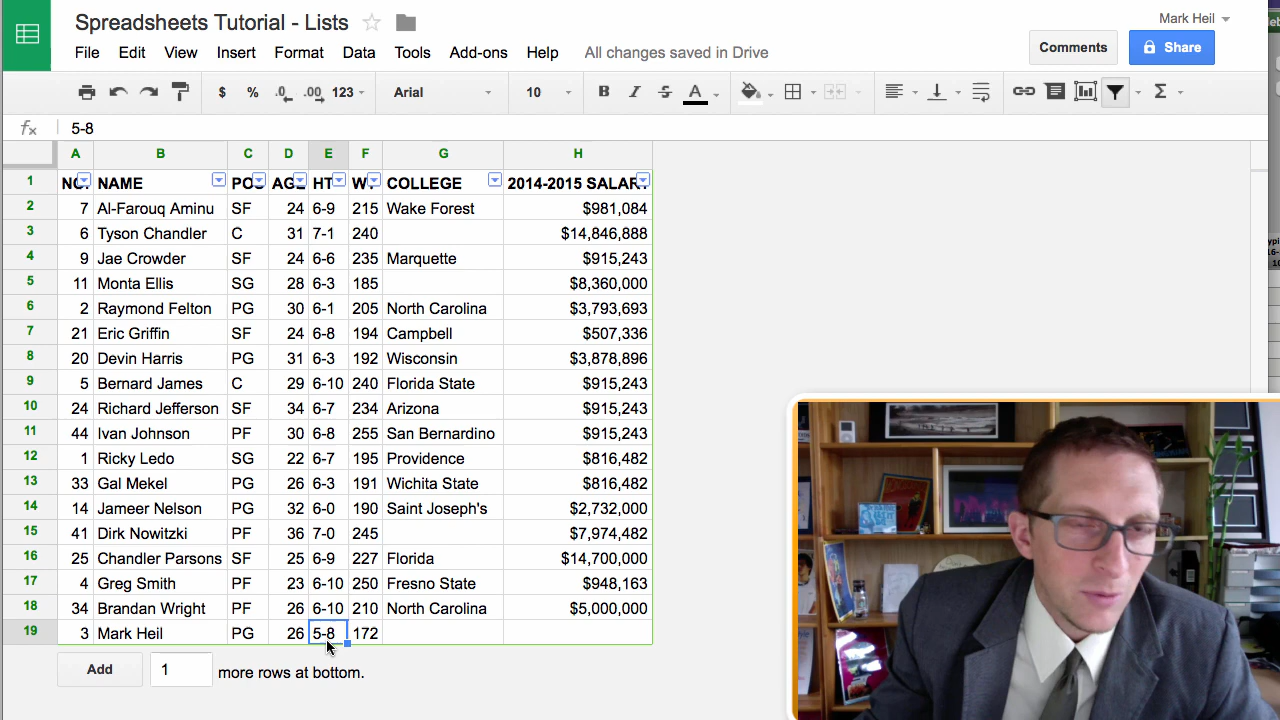 Spreadsheets Tutorial - Lists
Mark Heil
File Edit View Insert Format Data Tools Add-ons Help All changes saved in Drive
Comments Share
$ % .0 .00 123 Arial 10 B I S A Σ
fx 5-8
A B C D E F G H
1 NAME HT COLLEGE 2014-2015
2 7 Al-Farouq Aminu SF 24 6-9 215 Wake Forest $981,084
3 6 Tyson Chandler C 31 7-1 240 $14,846,888
4 9 Jae Crowder SF 24 6-6 235 Marquette $915,243
5 11 Monta Ellis SG 28 6-3 185 $8,360,000
6 2 Raymond Felton PG 30 6-1 205 North Carolina $3,793,693
7 21 Eric Griffin SF 24 6-8 194 Campbell $507,336
8 20 Devin Harris PG 31 6-3 192 Wisconsin $3,878,896
9 5 Bernard James C 29 6-10 240 Florida State $915,243
10 24 Richard Jefferson SF 34 6-7 234 Arizona $915,243
11 44 Ivan Johnson PF 30 6-8 255 San Bernardino $915,243
12 1 Ricky Ledo SG 22 6-7 195 Providence $816,482
13 33 Gal Mekel PG 26 6-3 191 Wichita State $816,482
14 14 Jameer Nelson PG 32 6-0 190 Saint Joseph's $2,732,000
15 41 Dirk Nowitzki PF 36 7-0 245 $7,974,482
16 25 Chandler Parsons SF 25 6-9 227 Florida $14,700,000
17 4 Greg Smith PF 23 6-10 250 Fresno State $948,163
18 34 Brandan Wright PF 26 6-10 210 North Carolina $5,000,000
19 3 Mark Heil PG 26 5-8 172
Add 1 more rows at bottom.